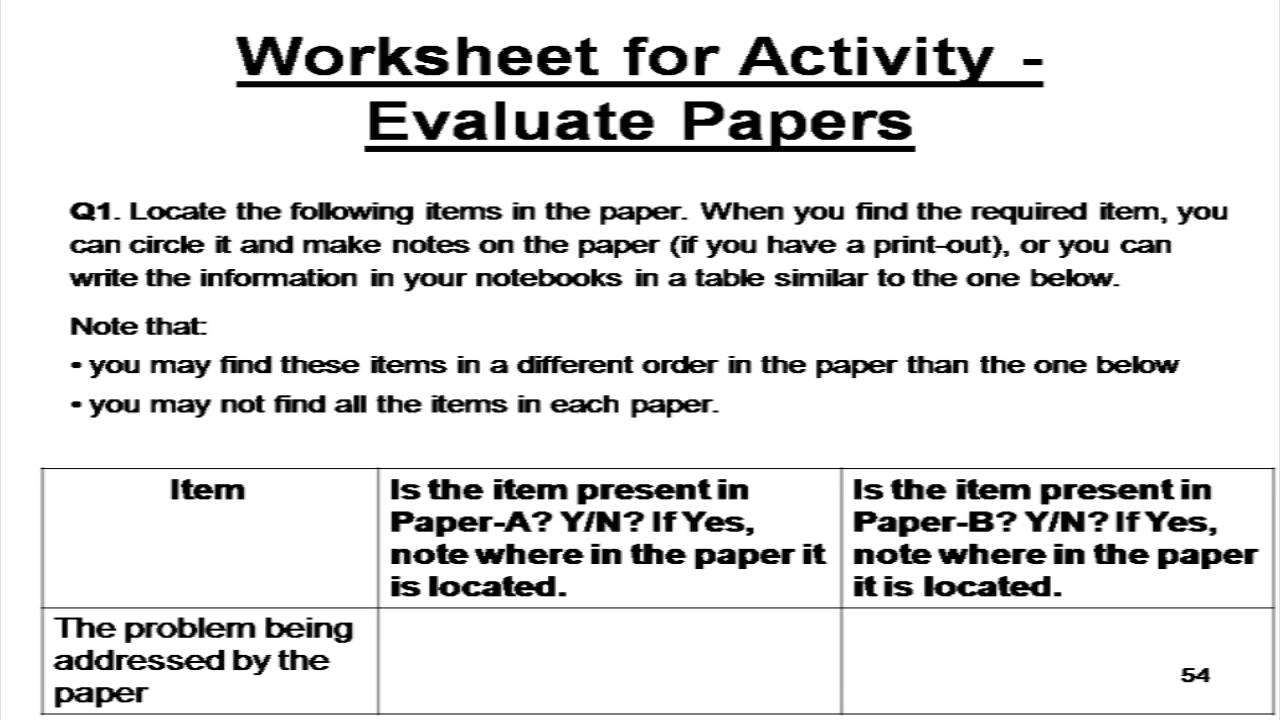 Worksheet for Activity -
Evaluate Papers
Q1. Locate the following items in the paper. When you find the required item, you
can circle it and make notes on the paper (if you have a print-out), or you can
write the information in your notebooks in a table similar to the one below.
Note that:
• you may find these items in a different order in the paper than the one below
• you may not find all the items in each paper.
Item
Is the item present in
Paper-A? Y/N? If Yes,
note where in the paper it
is located.
Is the item present in
Paper-B? Y/N? If Yes,
note where in the paper
it is located.
The problem being
addressed by the
paper
54